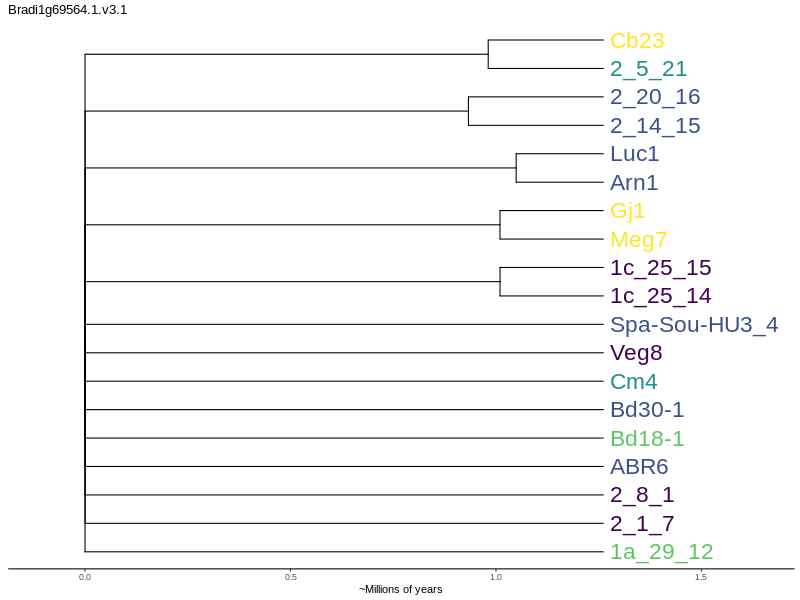 Bradi1g69564.1.v3.1
Cb23
2_5_21
2_20_16
2_14_15
Luc1
Arn1
Gj1
Meg7
1c_25_15
1c_25_14
Spa-Sou-HU3_4
Veg8
Cm4
Bd30-1
Bd18-1
ABR6
2_8_1
2_1_7
1a_29_12
0.0 0.5 1.0 1.5
~Millions of years